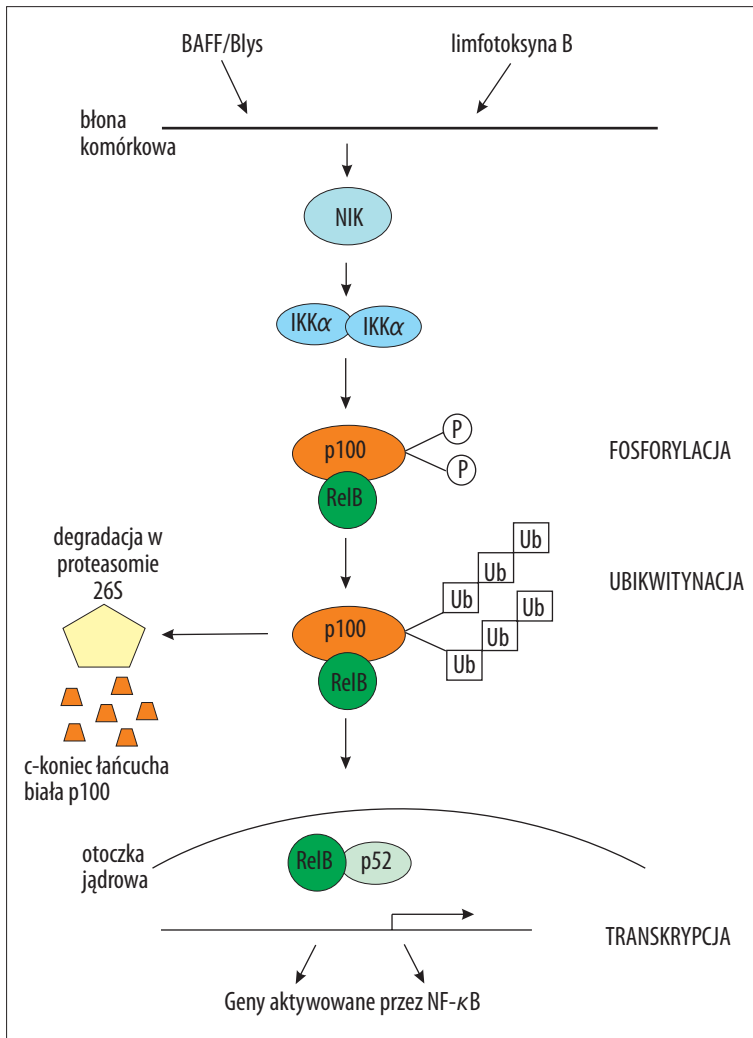 BAFF/Blys
limfotoksyna B
błona
komórkowa
NIK
IKKα IKKα
P
p100
P
FOSFORYLACJA
RelB
degradacja w
proteasomie
26S
Ub
Ub
Ub
UBIKWITYNACJA
Ub
Ub
Ub
p100
RelB
c-koniec łańcucha
biała p100
otoczka
jądrowa
RelB p52
TRANSKRYPCJA
Geny aktywowane przez NF-κB